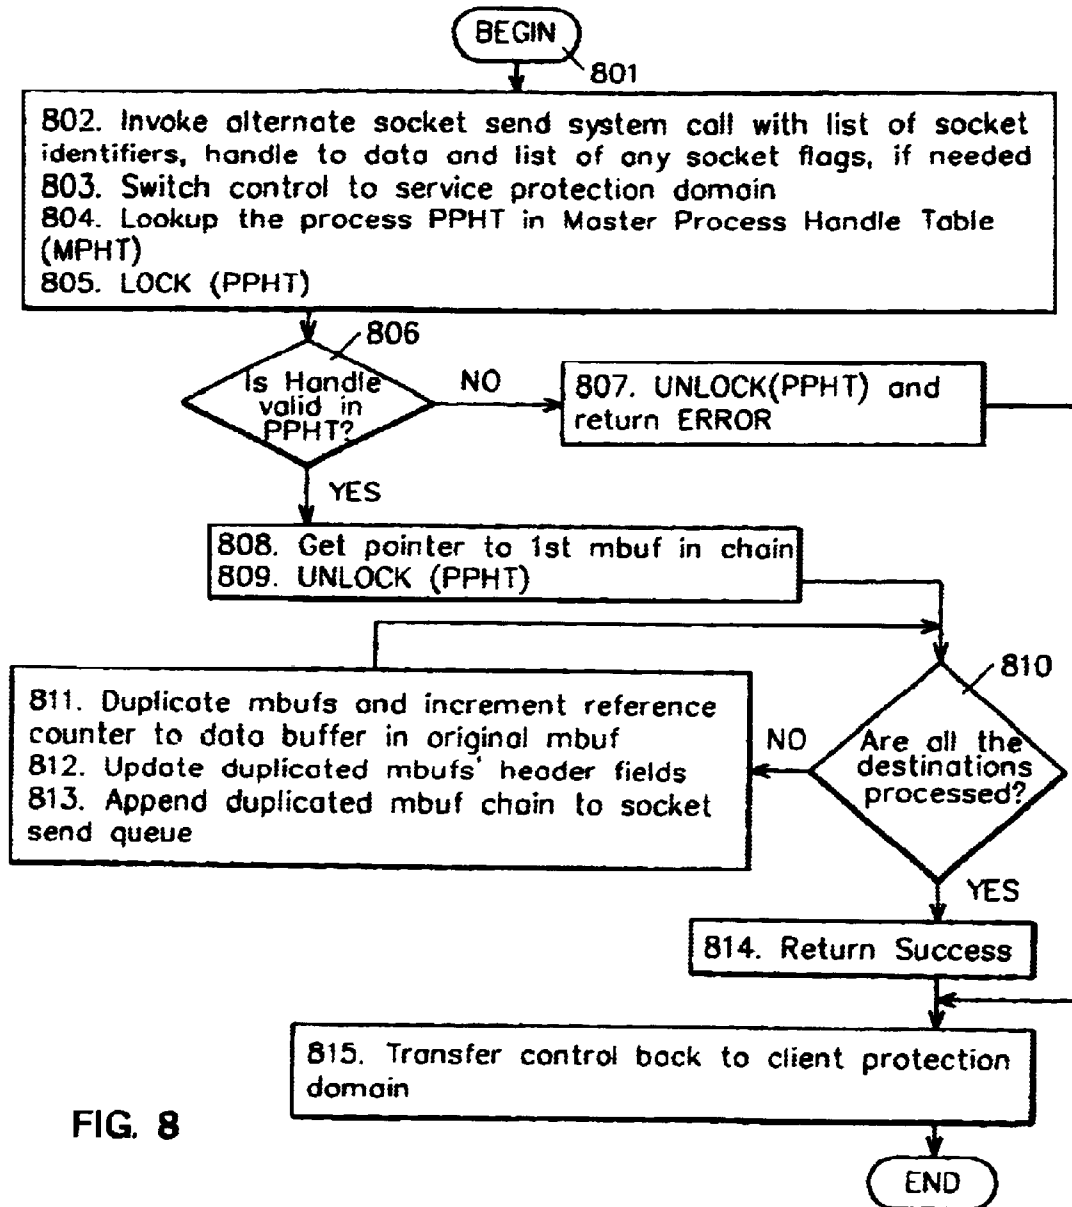 BEGIN
801
802. Invoke alternate socket send system call with list of socket
identifiers, handle to data and list of any socket flags, if needed
803. Switch control to service protection domain
804. Lookup the process PPHT in Master Process Handle Table
(MPHT)
805. LOCK (PPHT)
806
Is Handle
valid in
PPHT?
NO
807. UNLOCK(PPHT) and
return ERROR
YES
808. Get pointer to 1st mbuf in chain
809. UNLOCK (PPHT)
810
811. Duplicate mbufs and increment reference
counter to data buffer in original mbuf
812. Update duplicated mbufs' header fields
813. Append duplicated mbuf chain to socket
send queue
NO
Are all the
destinations
processed?
YES
814. Return Success
815. Transfer control back to client protection
domain
FIG. 8
END